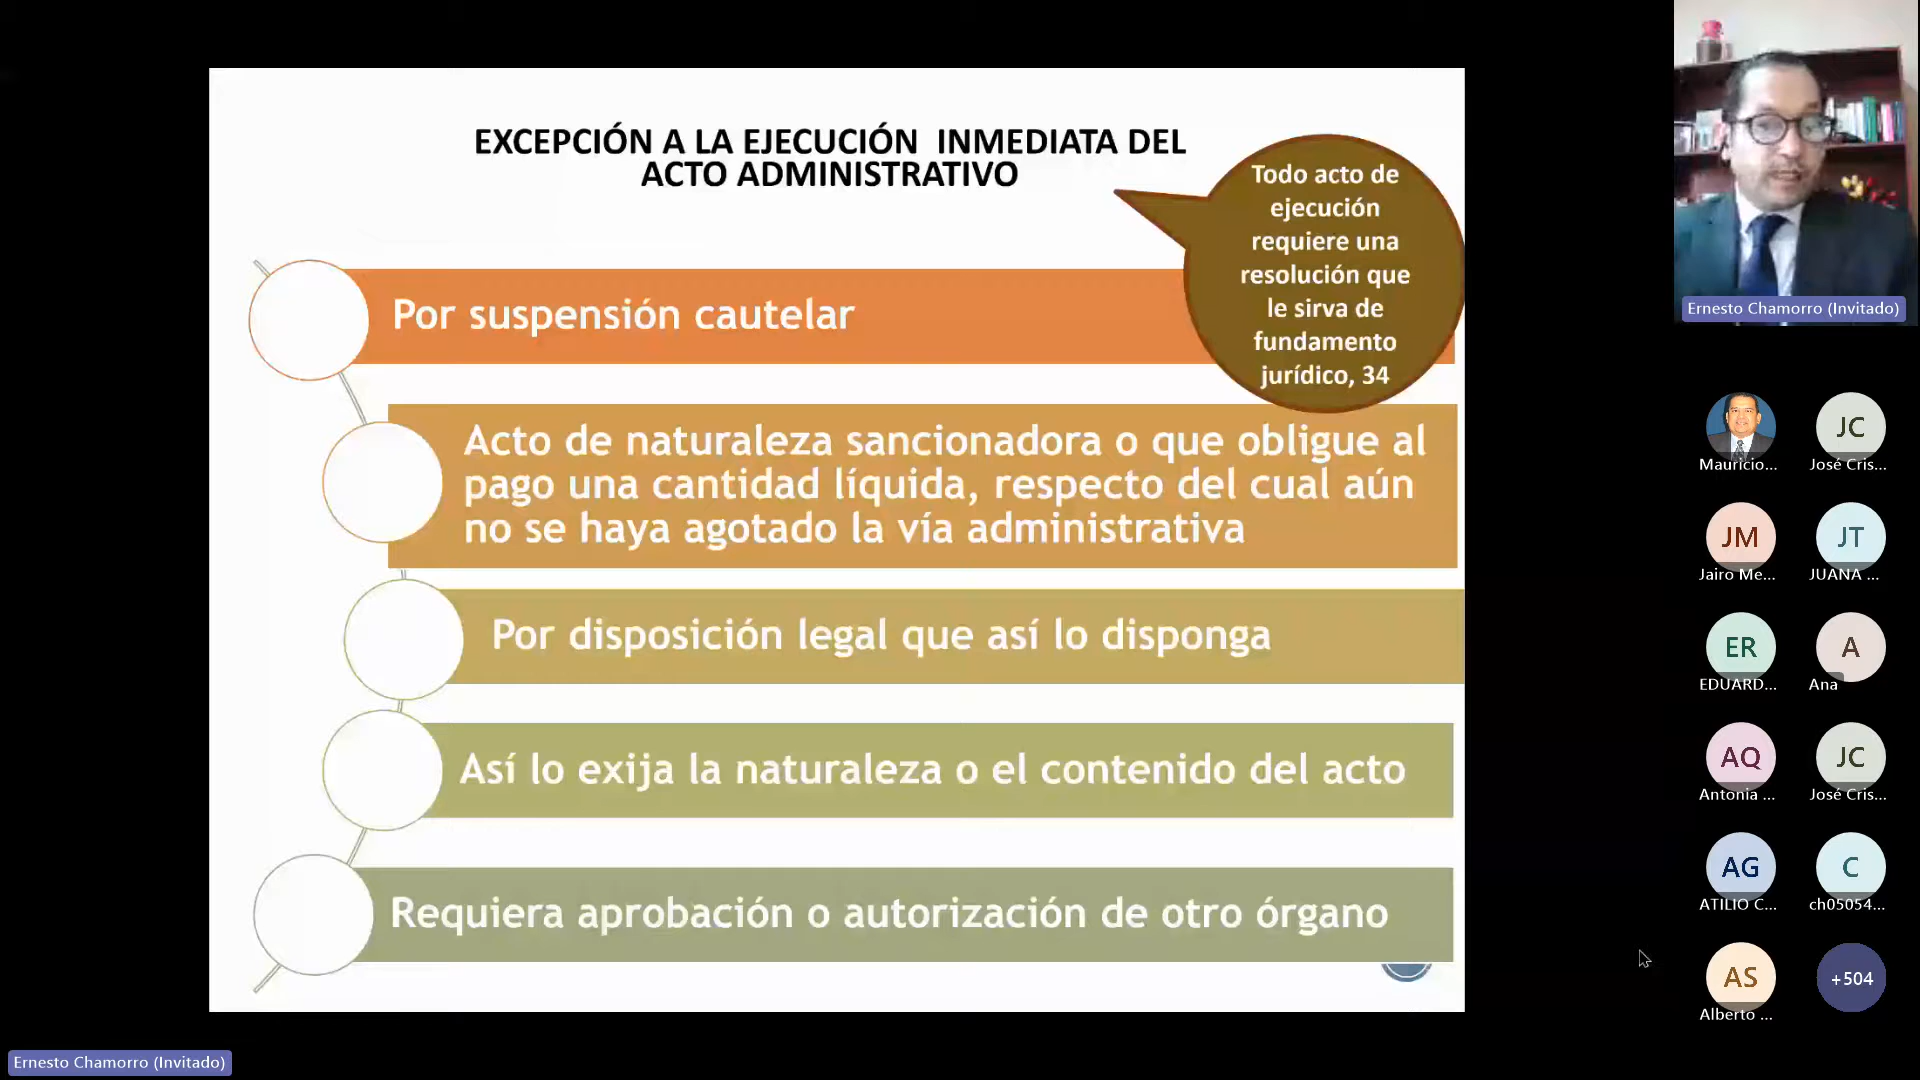 EXCEPCIÓN A LA EJECUCIÓN INMEDIATA DEL
ACTO ADMINISTRATIVO
Todo acto de
ejecución
requiere una
resolución que
le sirva de
fundamento
jurídico, 34
Por suspensión cautelar
Acto de naturaleza sancionadora o que obligue al
pago una cantidad líquida, respecto del cual aún
no se haya agotado la vía administrativa
Por disposición legal que así lo disponga
Así lo exija la naturaleza o el contenido del acto
Requiera aprobación o autorización de otro órgano
Ernesto Chamorro (Invitado)
Mauricio...
JC
José Cris...
JM
Jairo Me...
JT
JUANA ...
ER
EDUARD...
A
Ana
AQ
Antonia ...
JC
José Cris...
AG
ATILIO C...
C
ch05054...
AS
Alberto ...
+504
Ernesto Chamorro (Invitado)